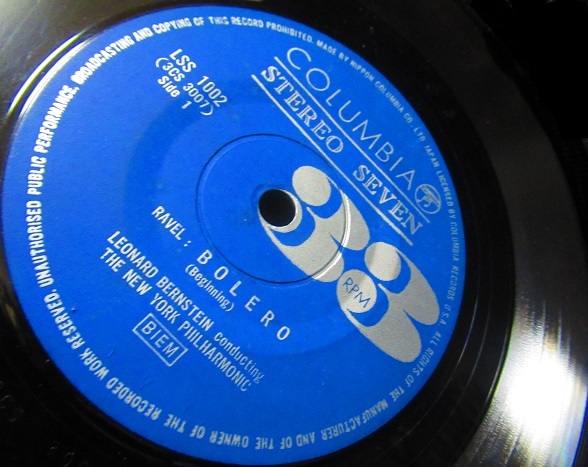 COLUMBIA
STEREO SEVEN
LSS 1002
(3CS 3007)
Side 1
33
RPM
RAVEL: BOLERO
(Beginning)
LEONARD BERNSTEIN conducting
THE NEW YORK PHILHARMONIC
BIEM
MADE BY NIPPON COLUMBIA CO. LTD JAPAN LICENSED BY COLUMBIA RECORDS U.S.A. ALL RIGHTS OF THE MANUFACTURER AND OF THE OWNER OF THE RECORDED WORK RESERVED. UNAUTHORISED PUBLIC PERFORMANCE, BROADCASTING AND COPYING OF THIS RECORD PROHIBITED.